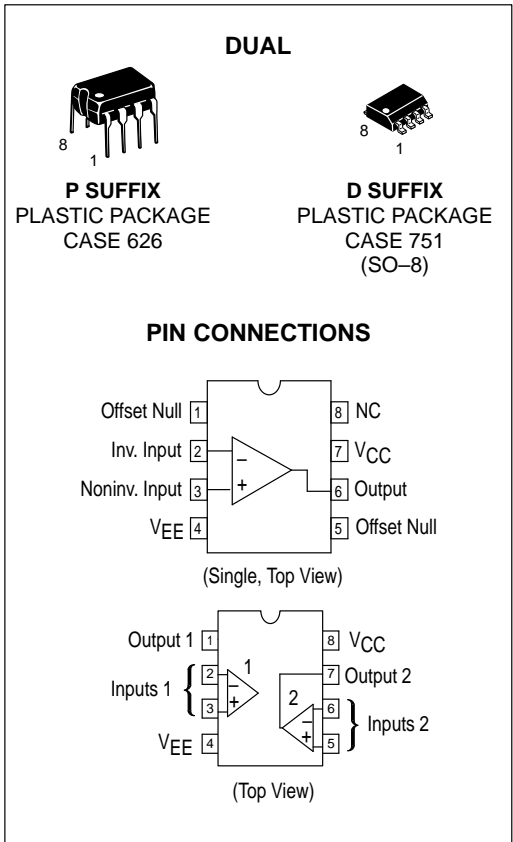 DUAL
8
1
8
1
P SUFFIX
PLASTIC PACKAGE
CASE 626
D SUFFIX
PLASTIC PACKAGE
CASE 751
(SO–8)
PIN CONNECTIONS
Offset Null 1
8 NC
Inv. Input 2
7 VCC
Noninv. Input 3
6 Output
VEE 4
5 Offset Null
–
+
(Single, Top View)
Output 1 1
8 VCC
Inputs 1 { 2
3
7 Output 2
6 } Inputs 2
5
VEE 4
1
–
+
2
–
+
(Top View)